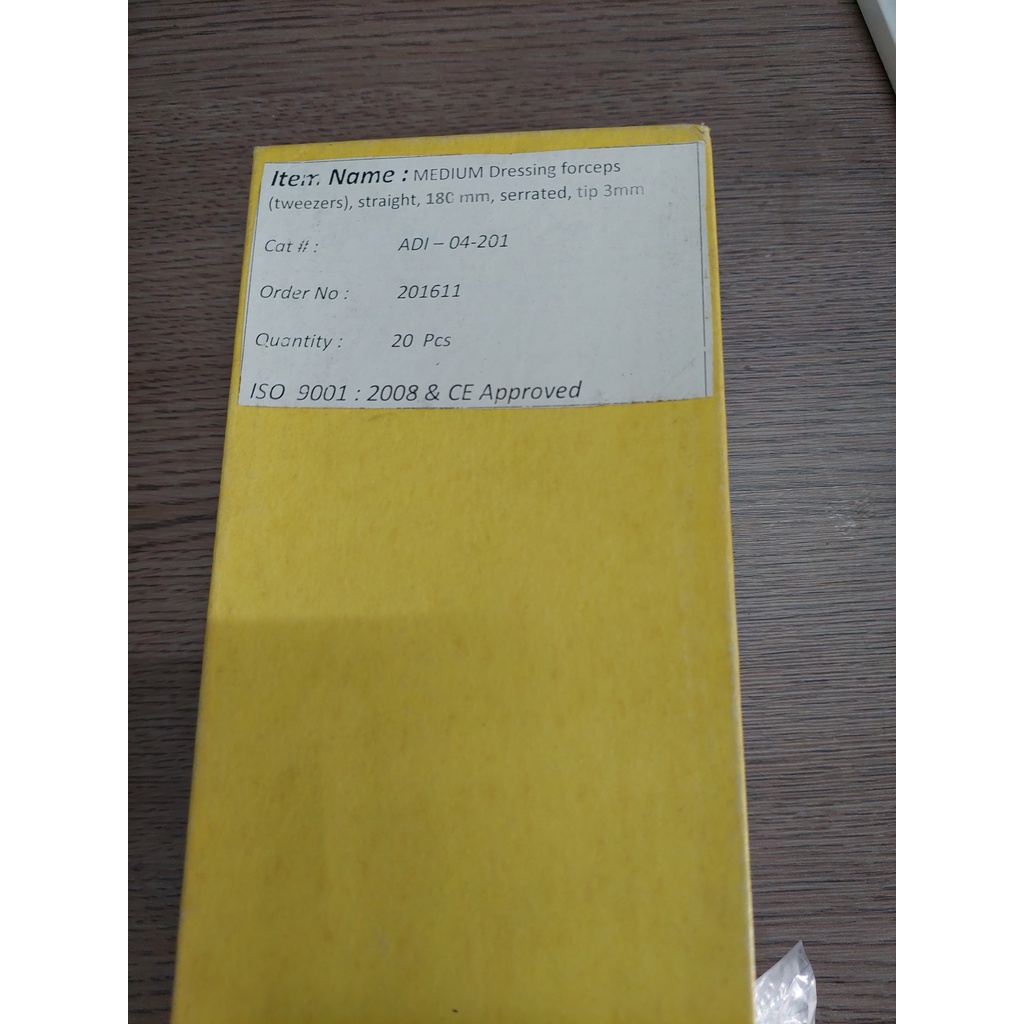 Item Name : MEDIUM Dressing forceps
(tweezers), straight, 180 mm, serrated, tip 3mm
Cat # : ADI – 04-201
Order No : 201611
Quantity : 20 Pcs
ISO 9001 : 2008 & CE Approved